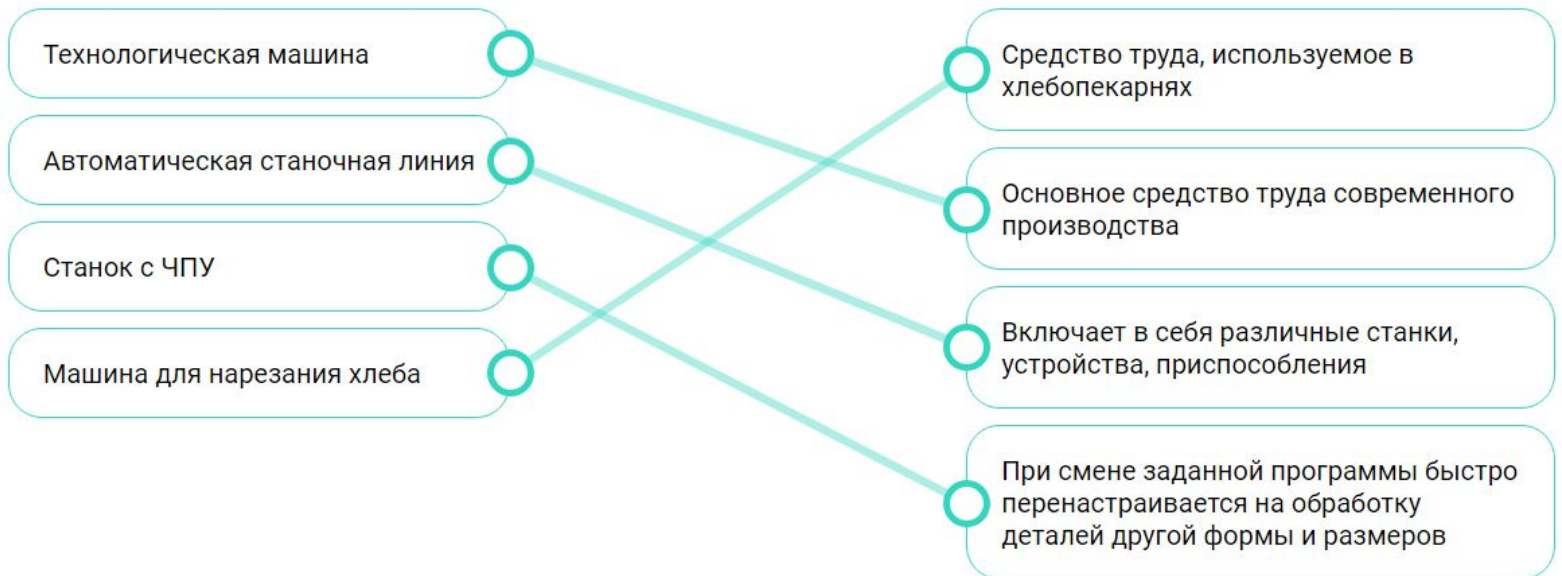 Технологическая машина
Автоматическая станочная линия
Станок с ЧПУ
Машина для нарезания хлеба
Средство труда, используемое в
хлебопекарнях
Основное средство труда современного
производства
Включает в себя различные станки,
устройства, приспособления
При смене заданной программы быстро
перенастраивается на обработку
деталей другой формы и размеров